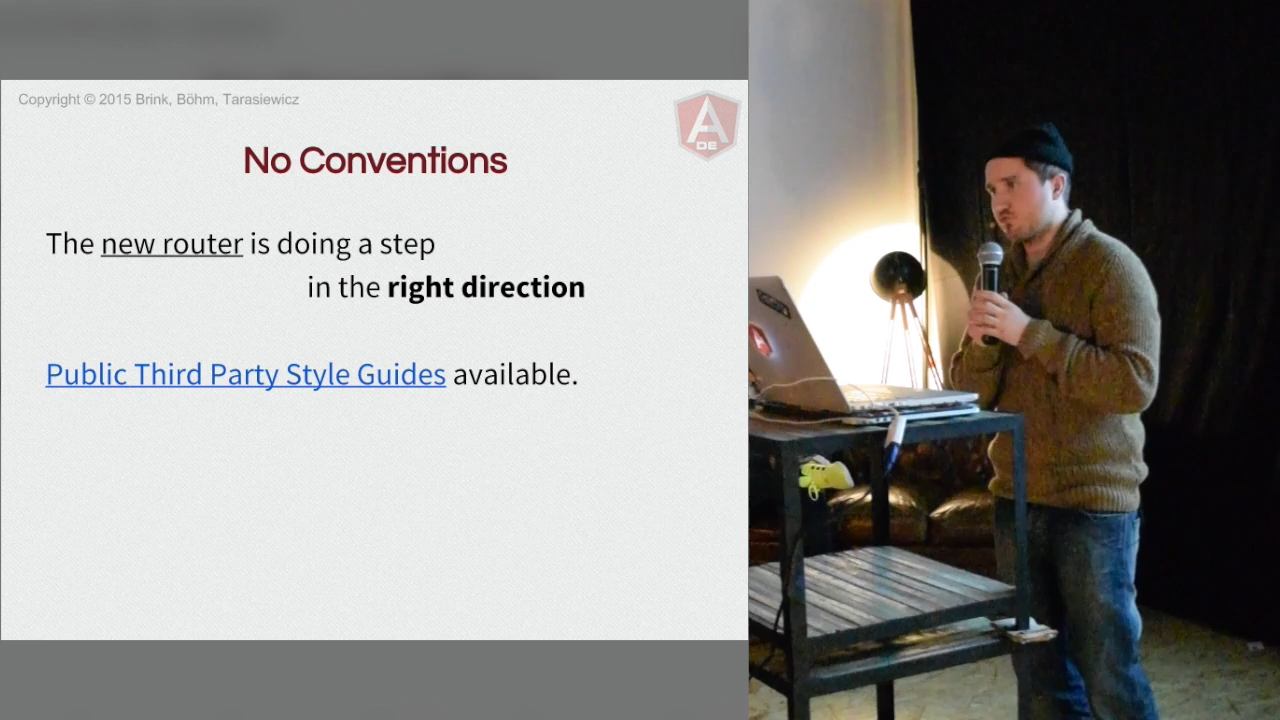 Copyright © 2015 Brink, Böhm, Tarasiewicz
A
DE
No Conventions
The new router is doing a step
in the right direction
Public Third Party Style Guides available.